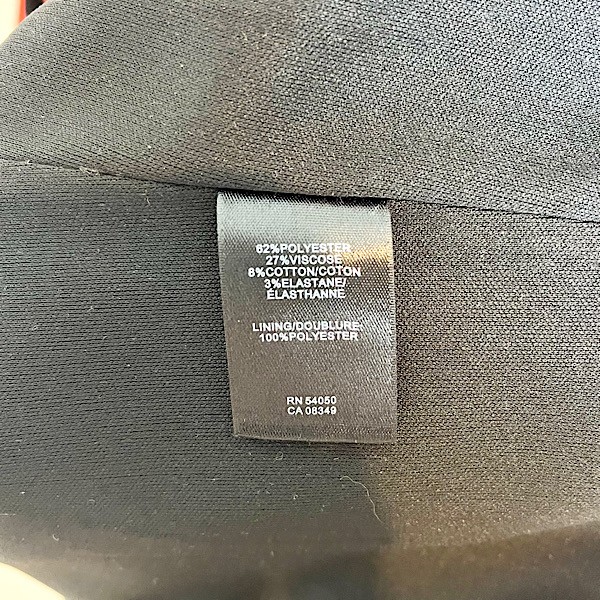 62%POLYESTER
27%VISCOSE
8%COTTON/COTON
3%ELASTANE/
ÉLASTHANNE
LINING/DOUBLURE:
100%POLYESTER
RN 54050
CA 08349